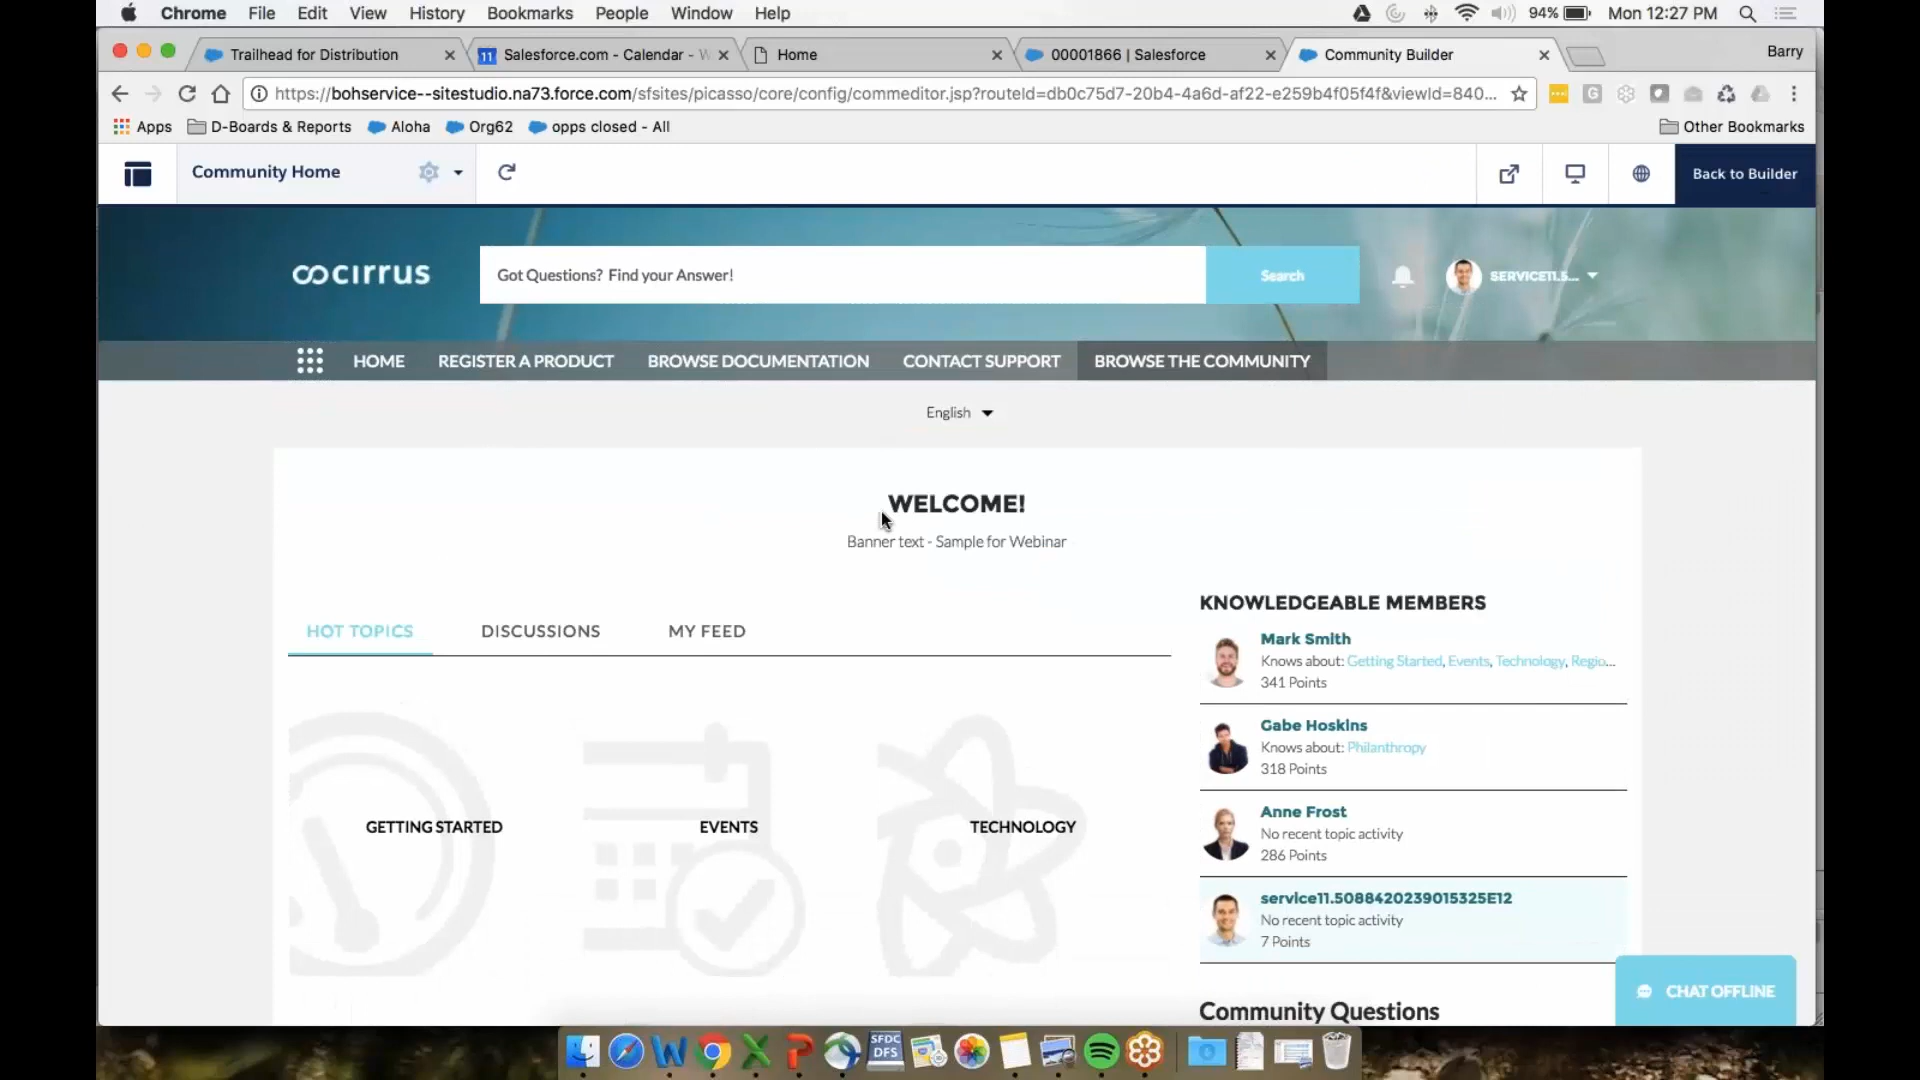 Chrome File Edit View History Bookmarks People Window Help 94% Mon 12:27 PM
Trailhead for Distribution
11 Salesforce.com - Calendar - W
Home
00001866 | Salesforce
Community Builder
Barry
https://bohservice--sitestudio.na73.force.com/sfsites/picasso/core/config/commeditor.jsp?routeId=db0c75d7-20b4-4a6d-af22-e259b4f05f4f&viewId=840...
Apps D-Boards & Reports Aloha Org62 opps closed - All Other Bookmarks
Community Home
Back to Builder
cirrus
Got Questions? Find your Answer!
Search
SERVICE11.5...
HOME REGISTER A PRODUCT BROWSE DOCUMENTATION CONTACT SUPPORT BROWSE THE COMMUNITY
English
WELCOME!
Banner text - Sample for Webinar
HOT TOPICS DISCUSSIONS MY FEED
GETTING STARTED
EVENTS
TECHNOLOGY
KNOWLEDGEABLE MEMBERS
Mark Smith
Knows about: Getting Started, Events, Technology, Regio...
341 Points
Gabe Hoskins
Knows about: Philanthropy
318 Points
Anne Frost
No recent topic activity
286 Points
service11.5088420239015325E12
No recent topic activity
7 Points
Community Questions
CHAT OFFLINE
SFDC
DFS